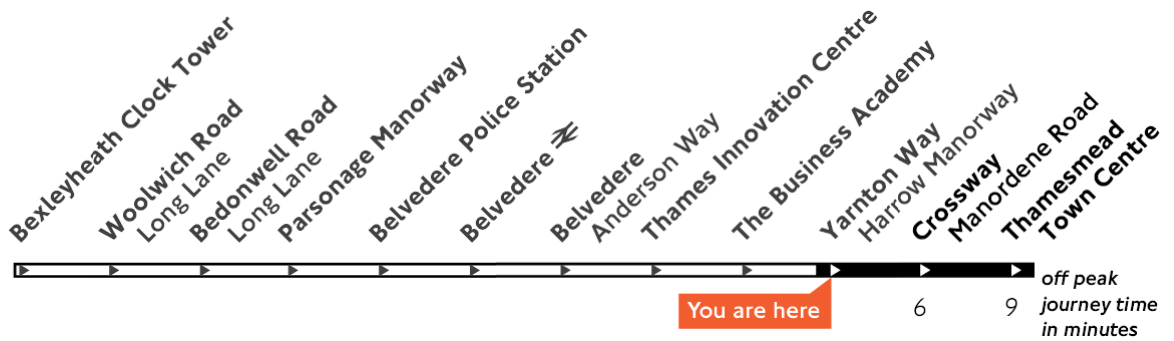 Bexleyheath Clock Tower
Woolwich Road
Long Lane
Bedonwell Road
Long Lane
Parsonage Manorway
Belvedere Police Station
Belvedere
Belvedere
Anderson Way
Thames Innovation Centre
The Business Academy
Yarnton Way
Harrow Manorway
Crossway
Manordene Road
Thamesmead
Town Centre
You are here
6
9
off peak
journey time
in minutes